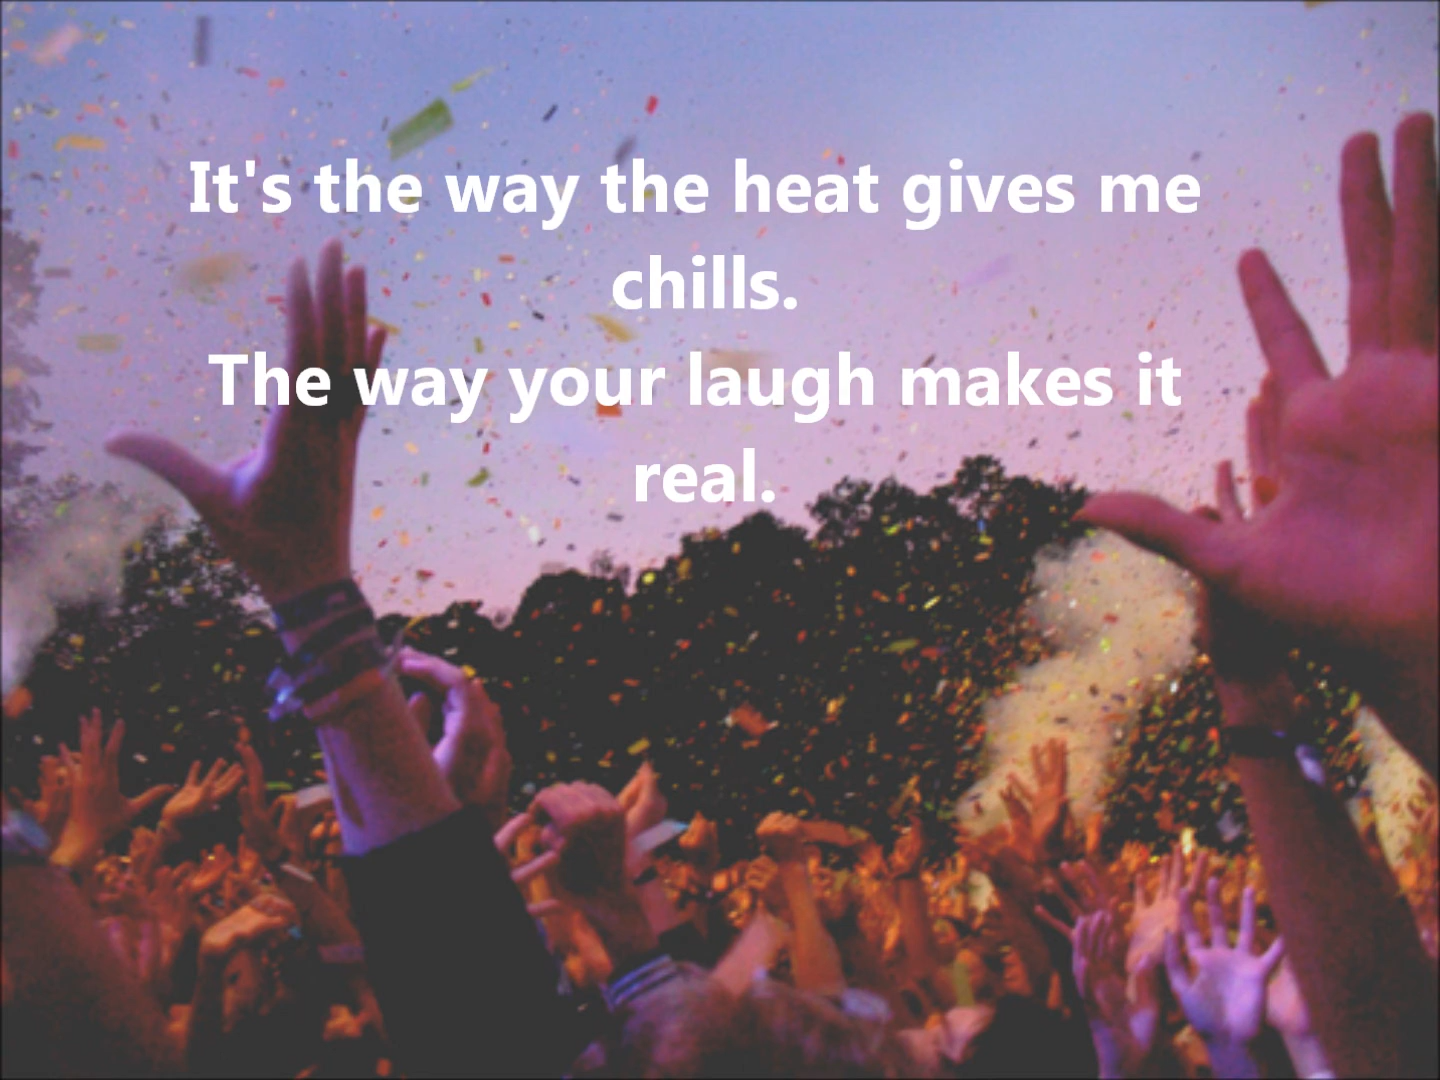 It's the way the heat gives me
chills.
The way your laugh makes it
real.